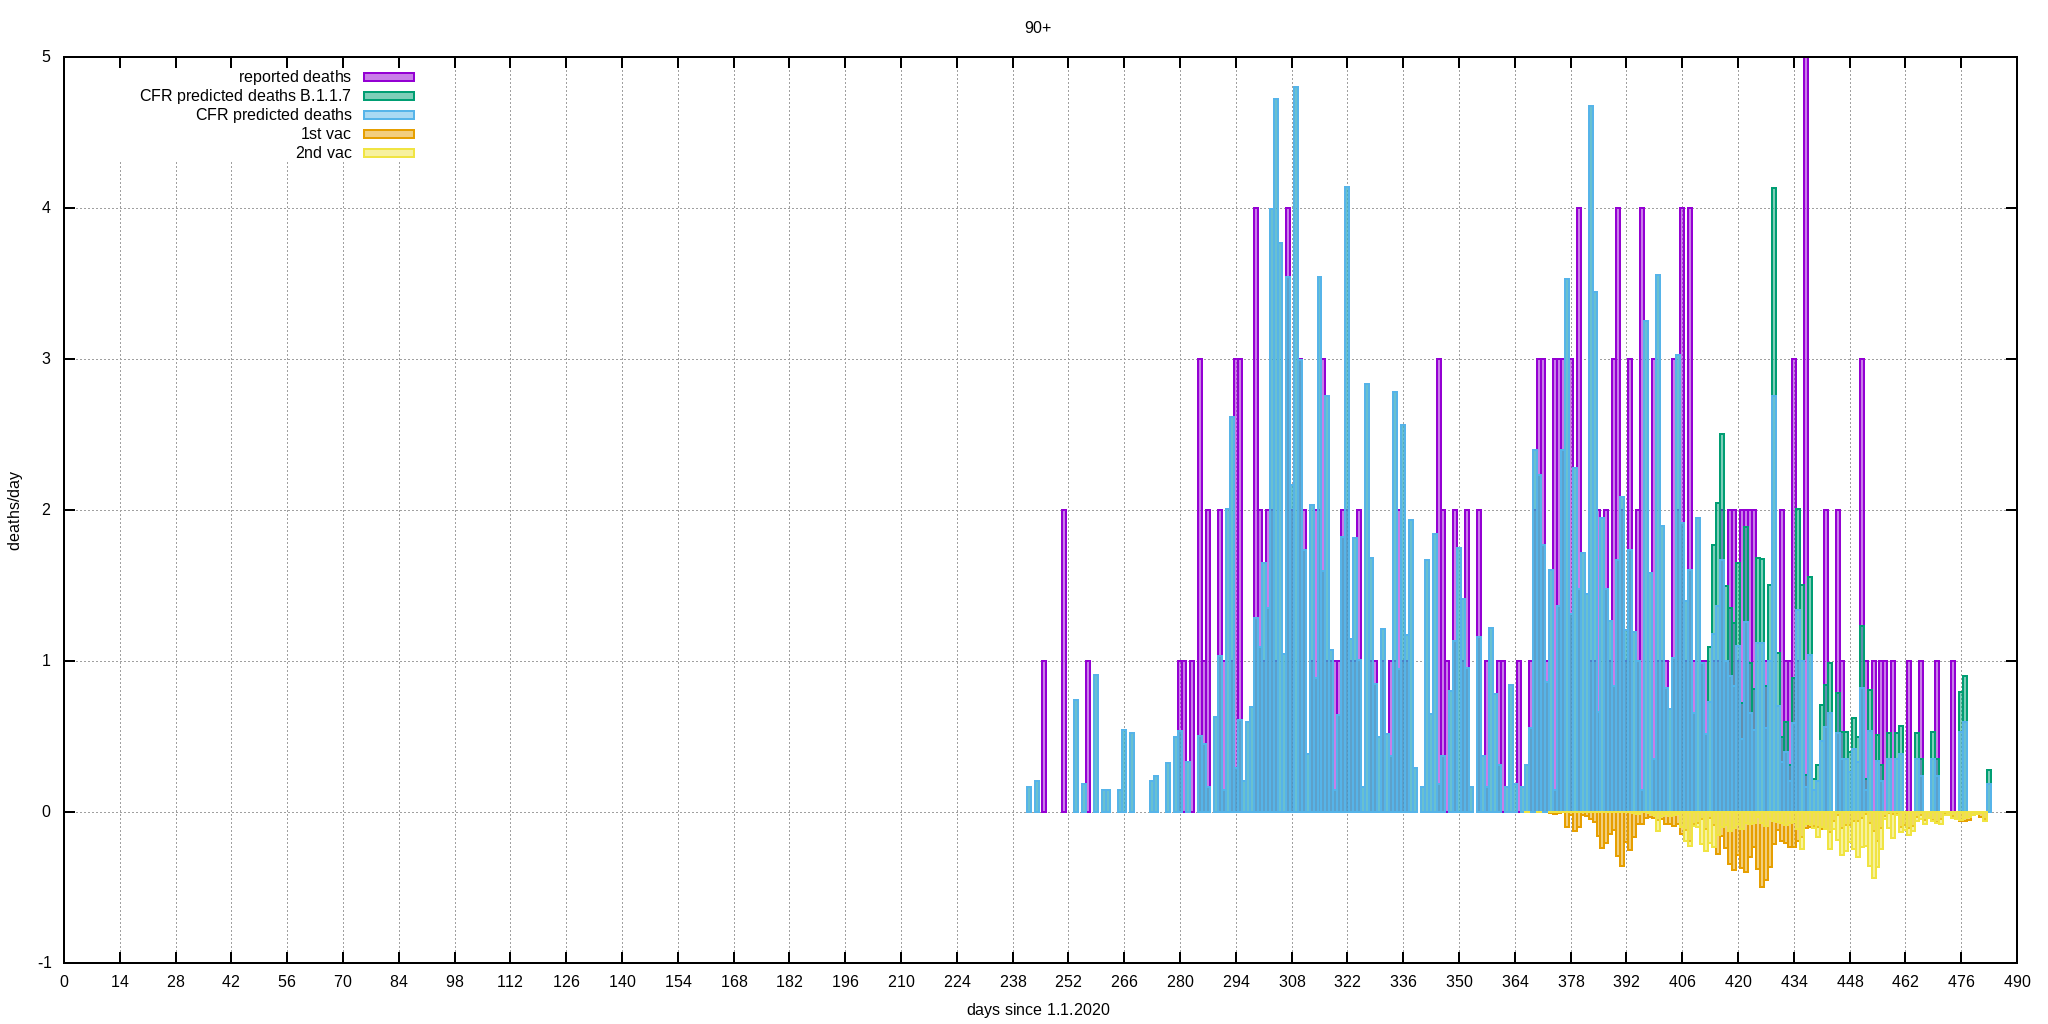 90+
5
reported deaths
CFR predicted deaths B.1.1.7
CFR predicted deaths
1st vac
2nd vac
4
3
deaths/day
2
1
0
-1
0 14 28 42 56 70 84 98 112 126 140 154 168 182 196 210 224 238 252 266 280 294 308 322 336 350 364 378 392 406 420 434 448 462 476 490
days since 1.1.2020